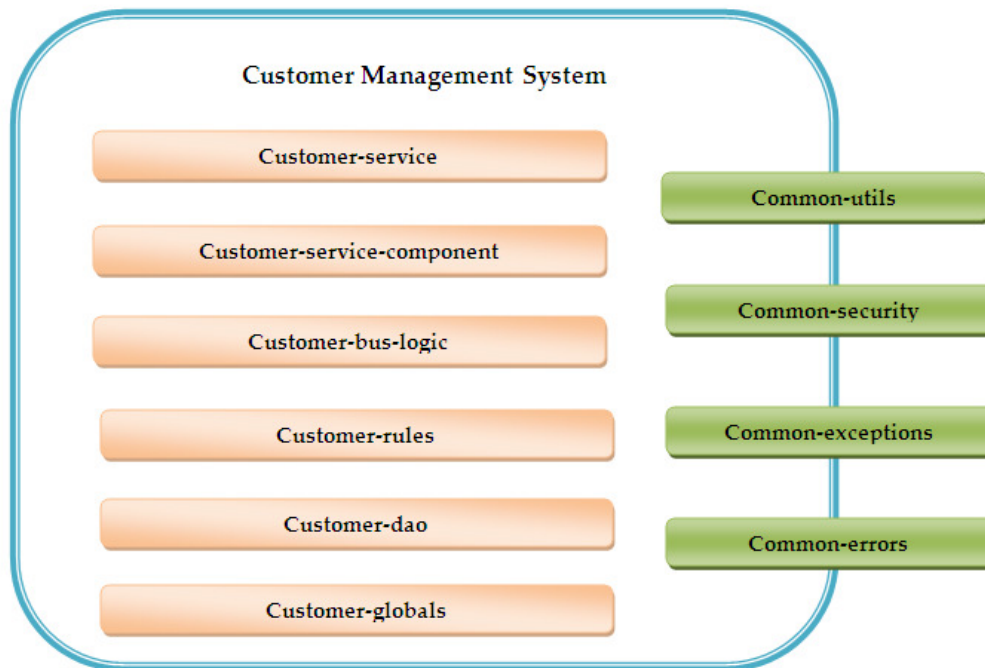 Customer Management System
Customer-service
Customer-service-component
Customer-bus-logic
Customer-rules
Customer-dao
Customer-globals
Common-utils
Common-security
Common-exceptions
Common-errors